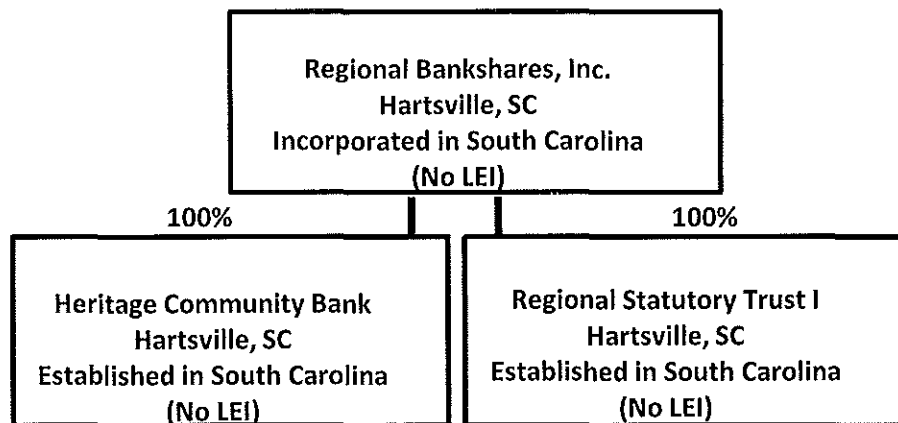 Regional Bankshares, Inc.
Hartsville, SC
Incorporated in South Carolina
(No LEI)
100%
100%
Heritage Community Bank
Hartsville, SC
Established in South Carolina
(No LEI)
Regional Statutory Trust I
Hartsville, SC
Established in South Carolina
(No LEI)